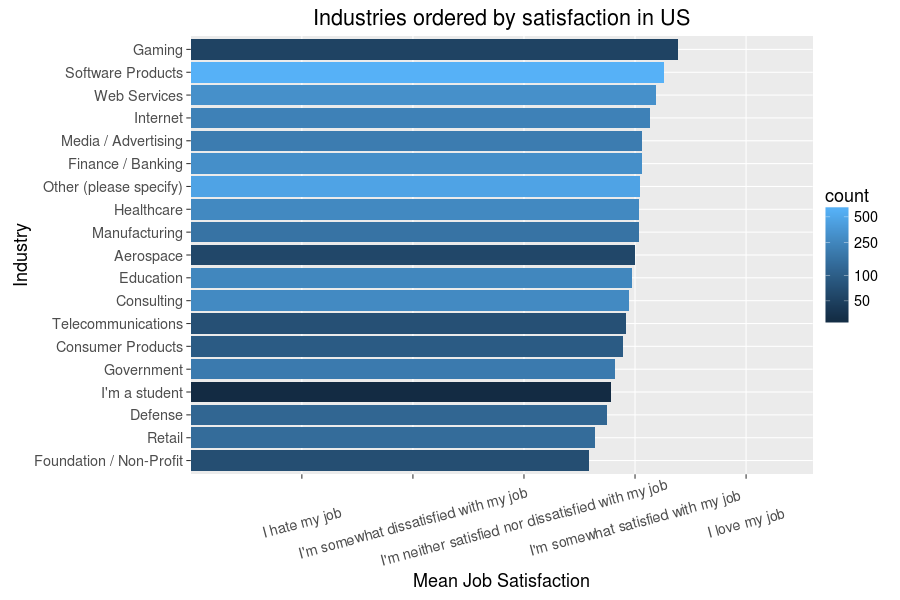 Industries ordered by satisfaction in US
Industry
Gaming
Software Products
Web Services
Internet
Media / Advertising
Finance / Banking
Other (please specify)
Healthcare
Manufacturing
Aerospace
Education
Consulting
Telecommunications
Consumer Products
Government
I'm a student
Defense
Retail
Foundation / Non-Profit
count
500
250
100
50
I hate my job
I'm somewhat dissatisfied with my job
I'm neither satisfied nor dissatisfied with my job
I'm somewhat satisfied with my job
I love my job
Mean Job Satisfaction